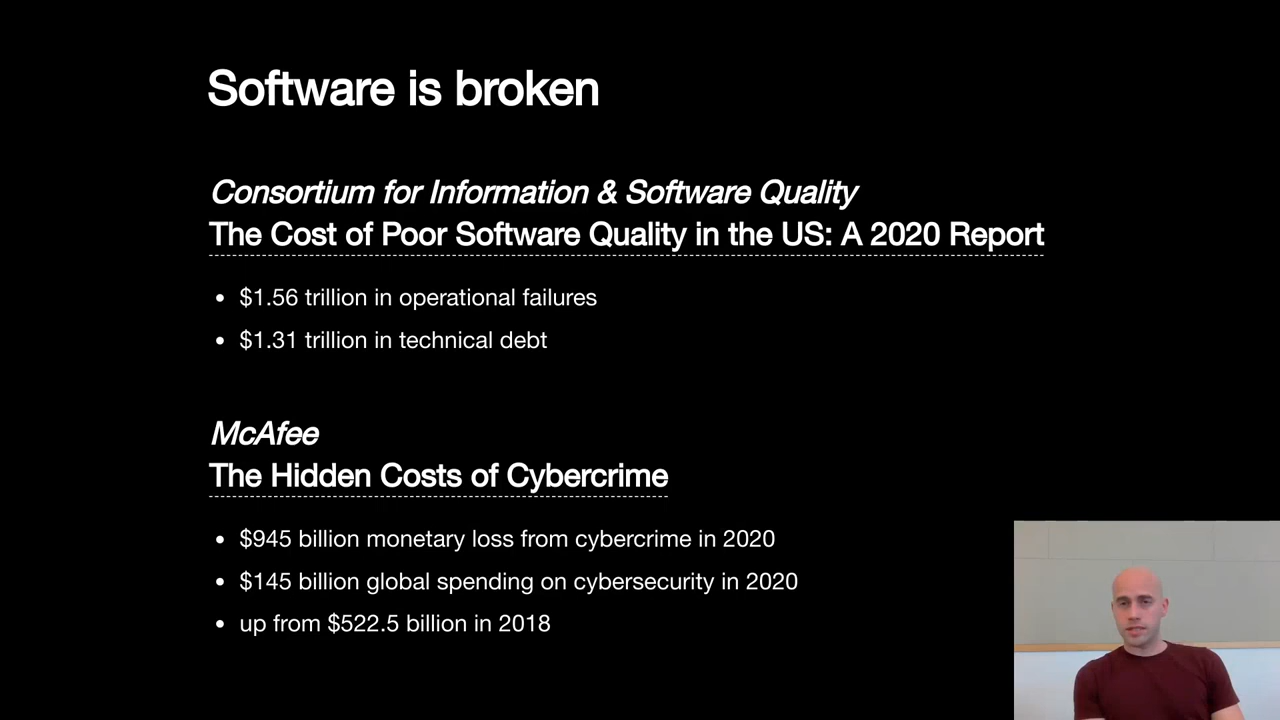 Software is broken
Consortium for Information & Software Quality
The Cost of Poor Software Quality in the US: A 2020 Report
• $1.56 trillion in operational failures
• $1.31 trillion in technical debt
McAfee
The Hidden Costs of Cybercrime
• $945 billion monetary loss from cybercrime in 2020
• $145 billion global spending on cybersecurity in 2020
• up from $522.5 billion in 2018